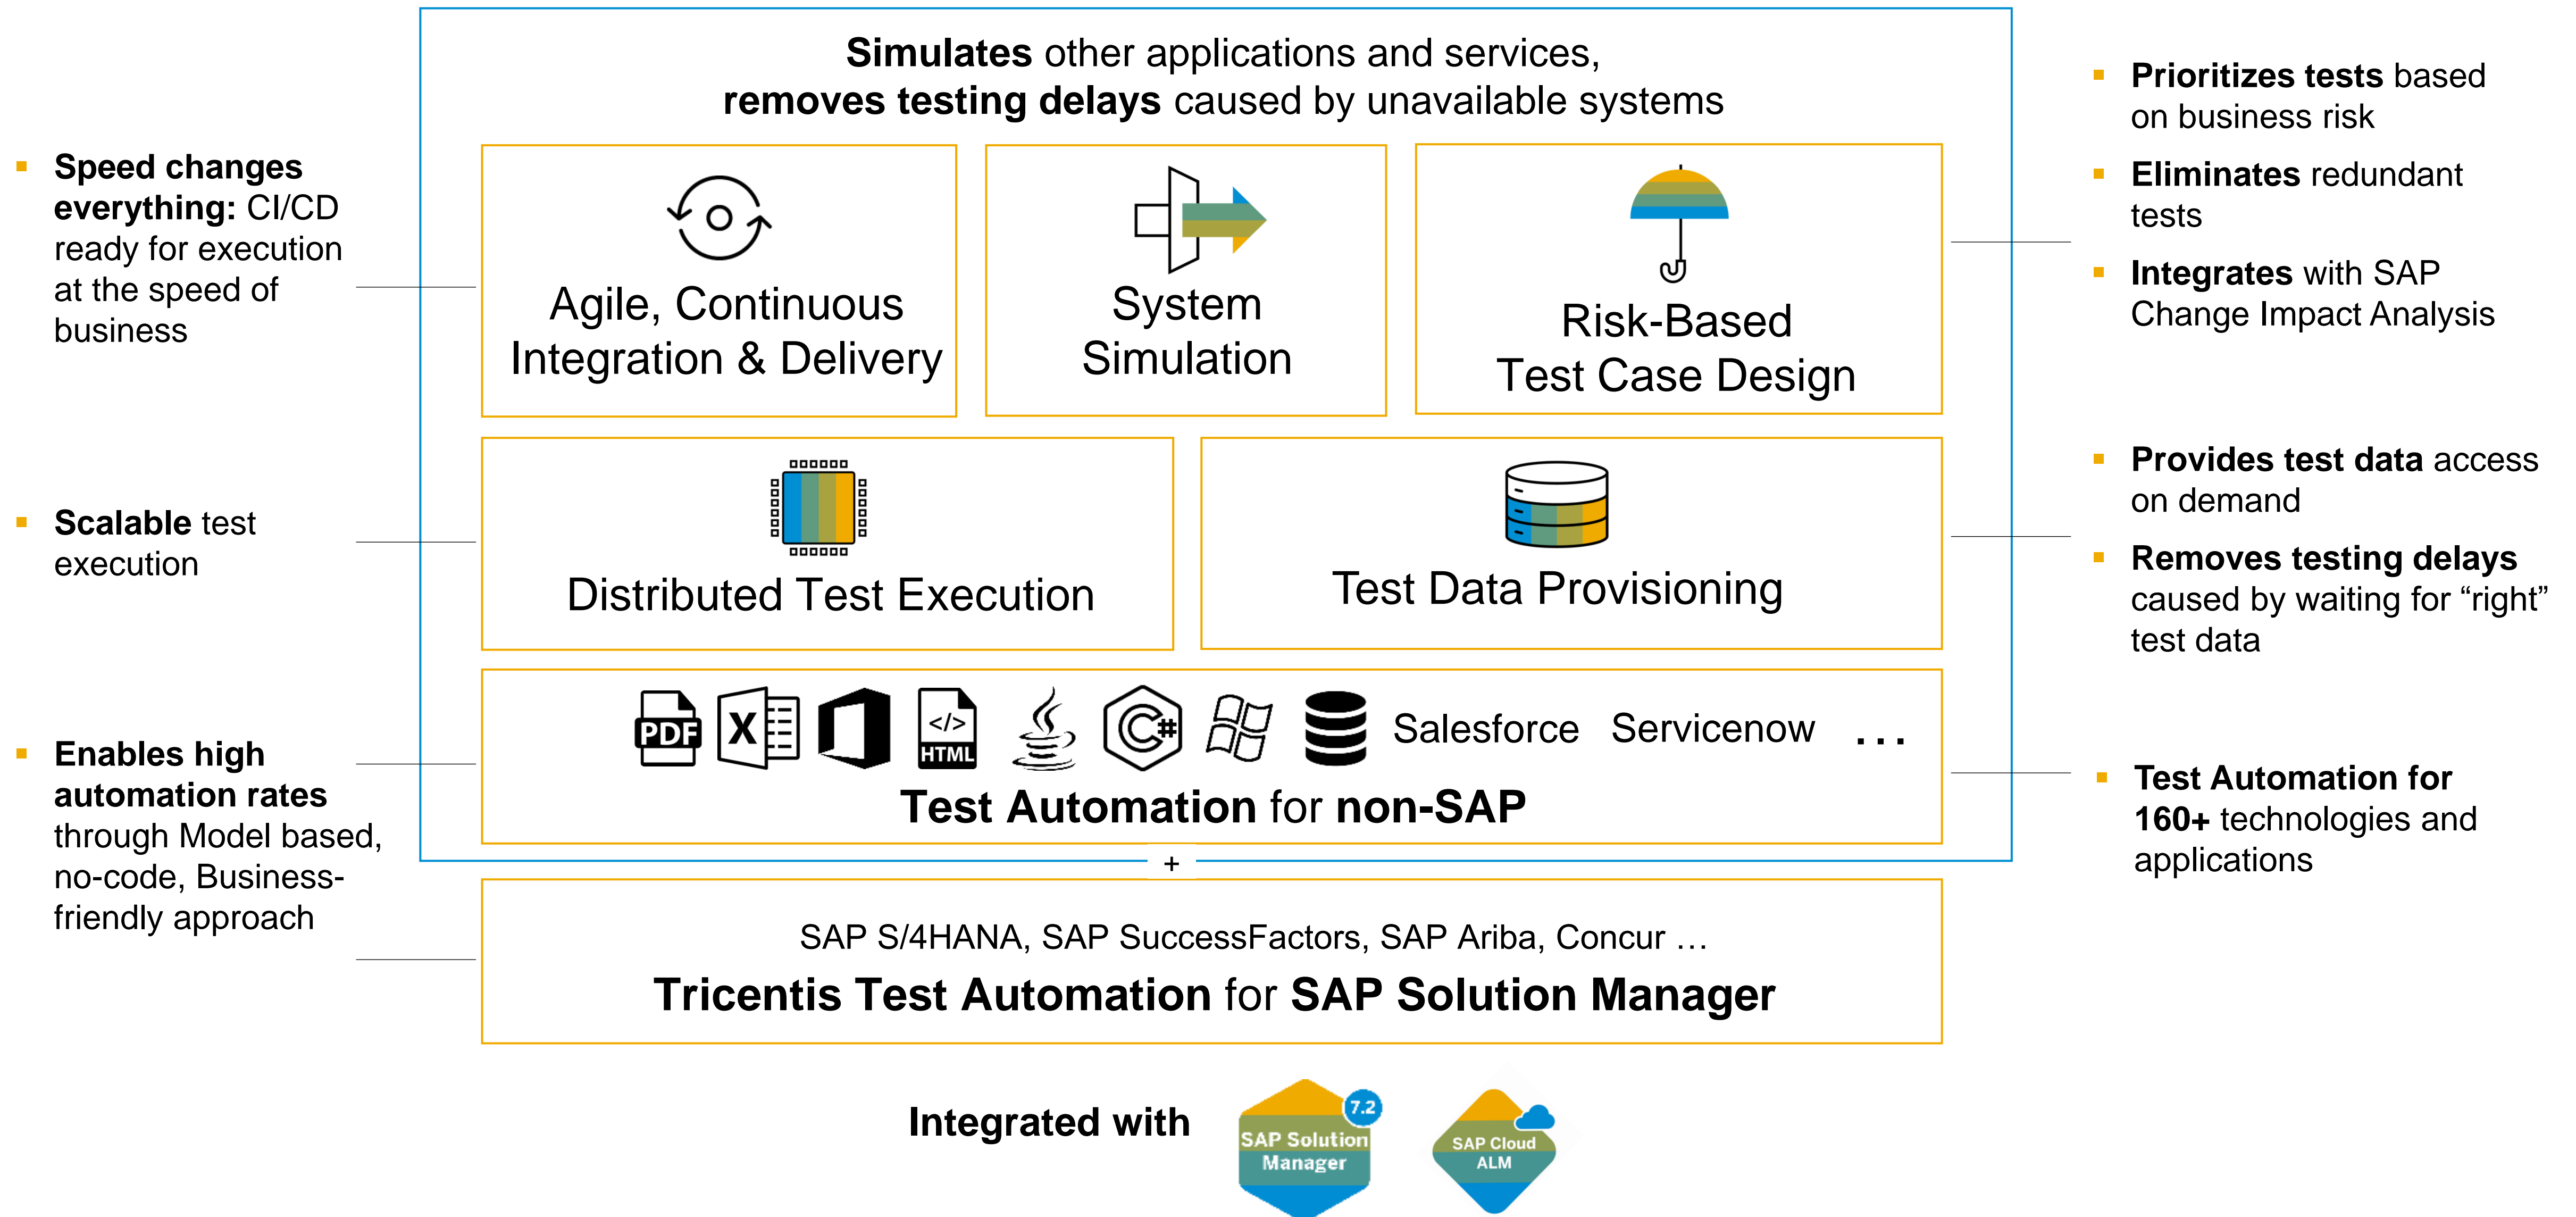 Simulates other applications and services,
removes testing delays caused by unavailable systems
Speed changes
everything: CI/CD
ready for execution
at the speed of
business
Agile, Continuous
Integration & Delivery
System
Simulation
Risk-Based
Test Case Design
Prioritizes tests based
on business risk
Eliminates redundant
tests
Integrates with SAP
Change Impact Analysis
Scalable test
execution
Distributed Test Execution
Test Data Provisioning
Provides test data access
on demand
Removes testing delays
caused by waiting for “right”
test data
Enables high
automation rates
through Model based,
no-code, Business-
friendly approach
PDF
X
</>
HTML
C#
Salesforce
Servicenow
...
Test Automation for non-SAP
Test Automation for
160+ technologies and
applications
+
SAP S/4HANA, SAP SuccessFactors, SAP Ariba, Concur …
Tricentis Test Automation for SAP Solution Manager
Integrated with
7.2
SAP Solution
Manager
SAP Cloud
ALM